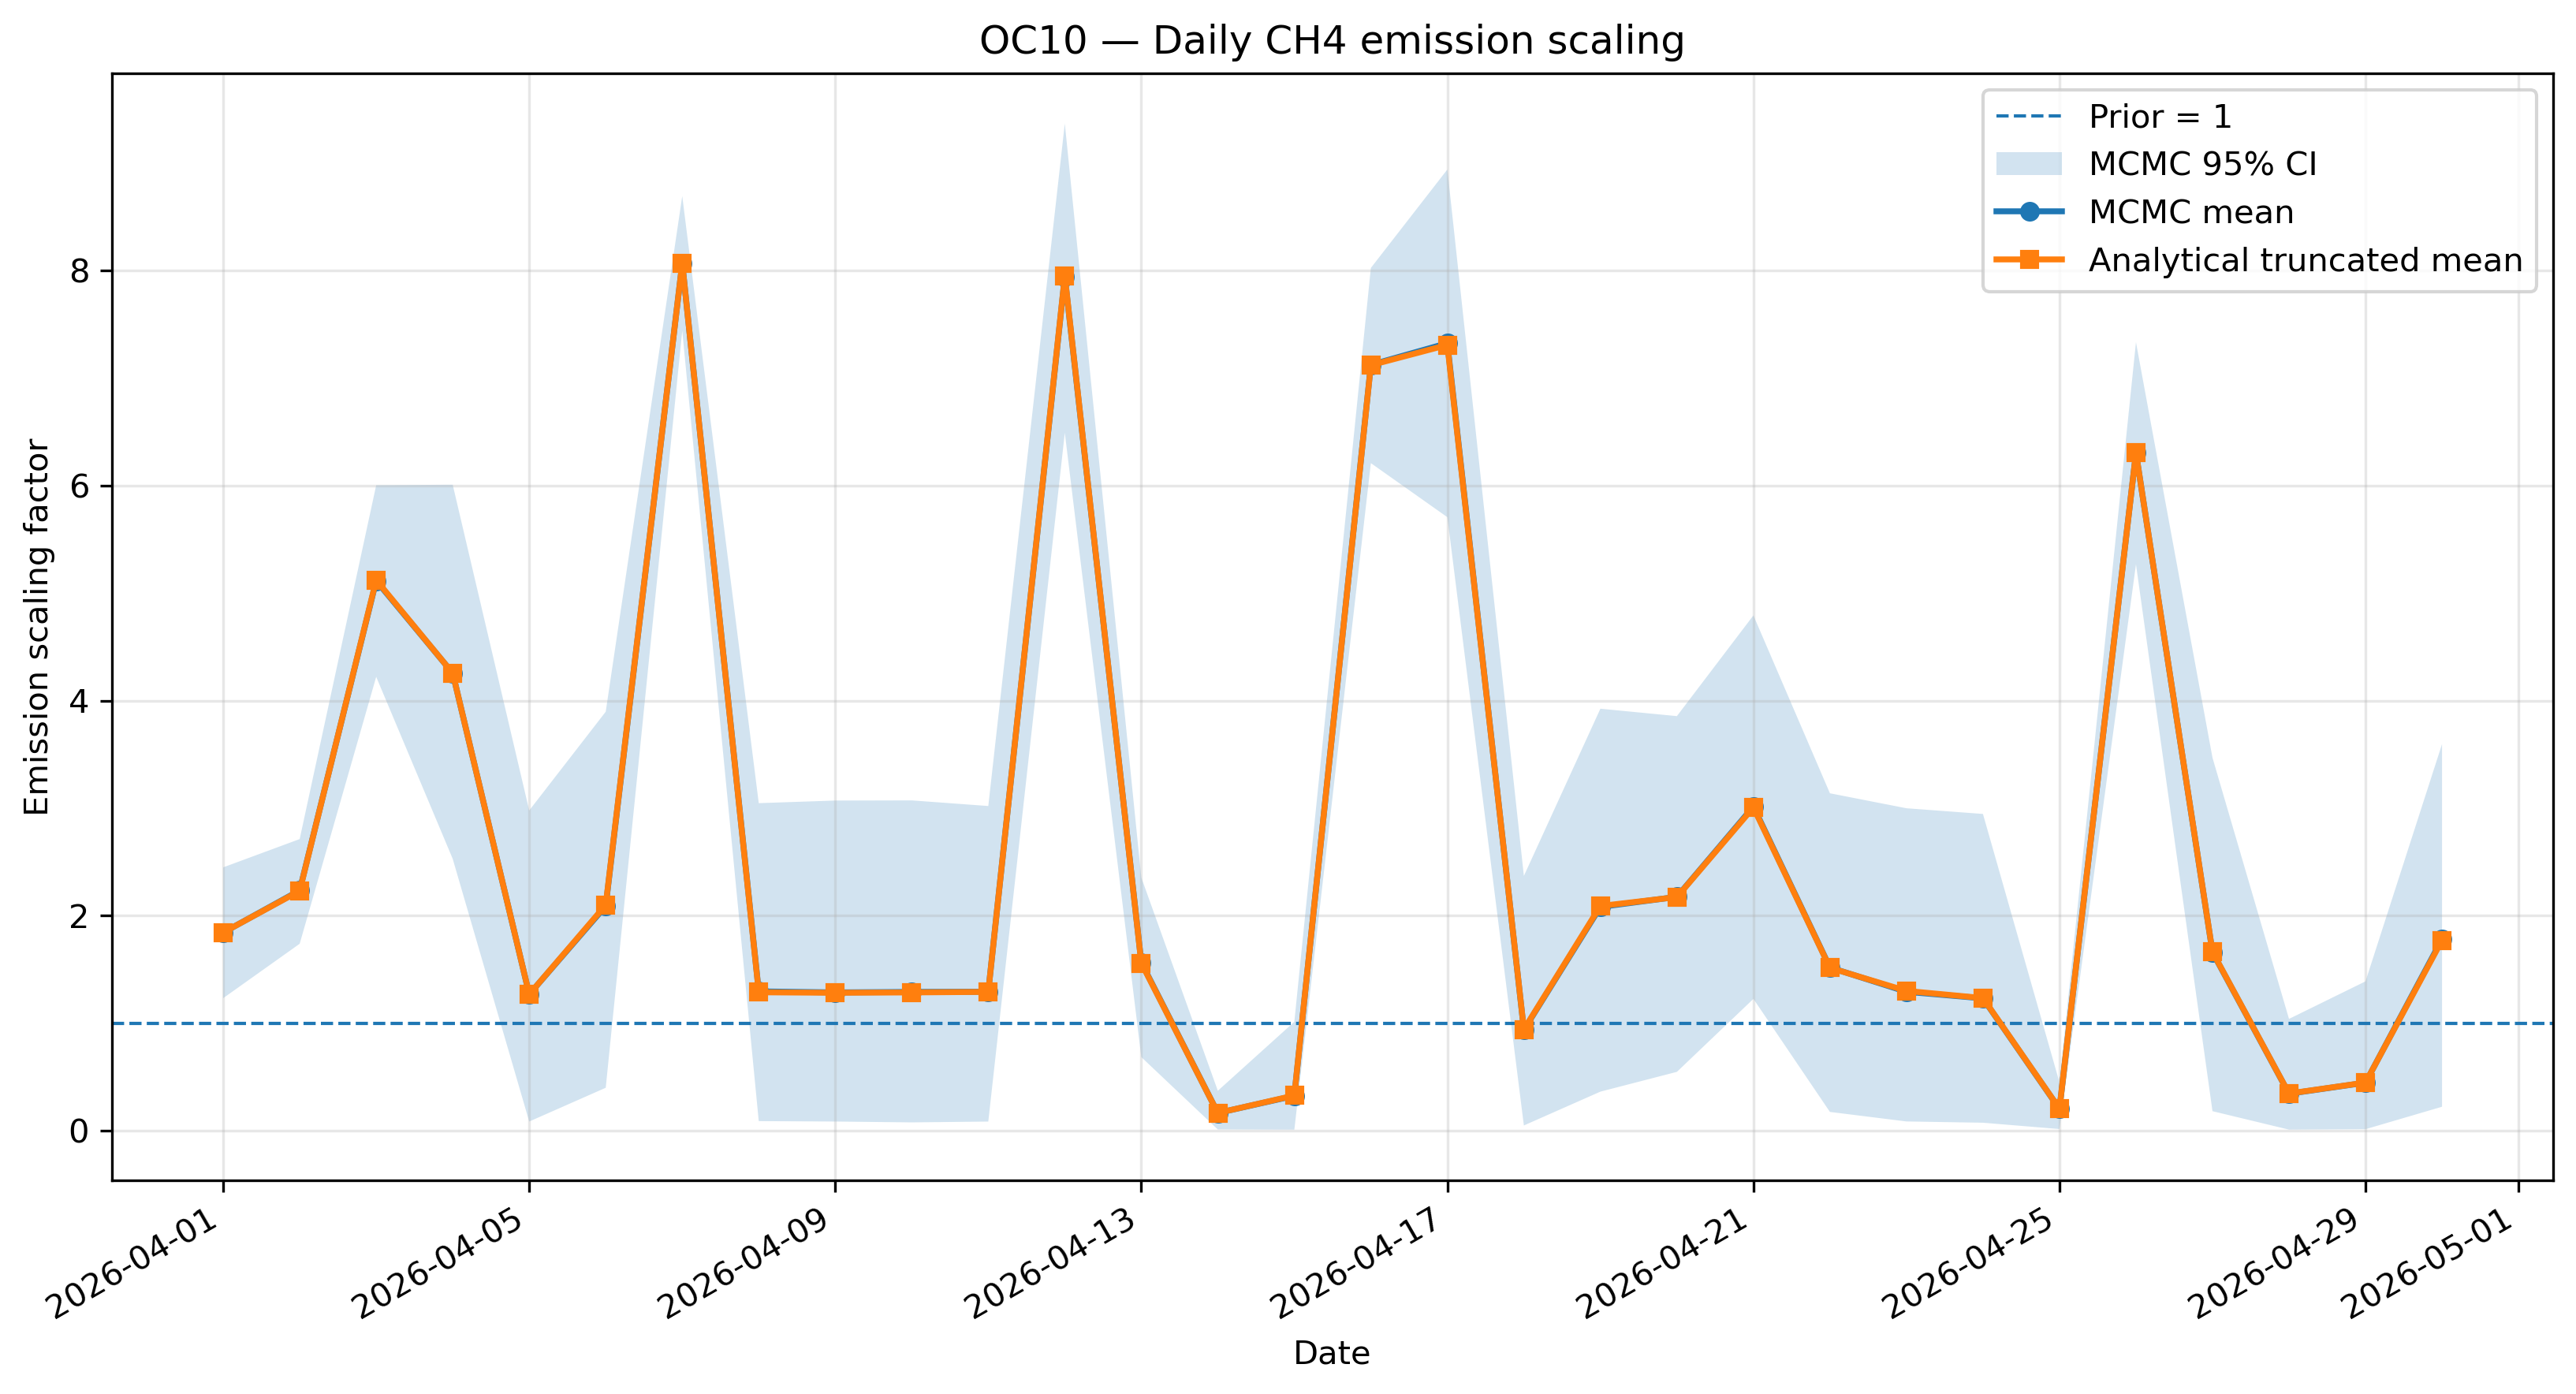 OC10 — Daily CH4 emission scaling
Prior = 1
MCMC 95% CI
MCMC mean
Analytical truncated mean
Emission scaling factor
8
6
4
2
0
2026-04-01
2026-04-05
2026-04-09
2026-04-13
2026-04-17
2026-04-21
2026-04-25
2026-04-29
2026-05-01
Date